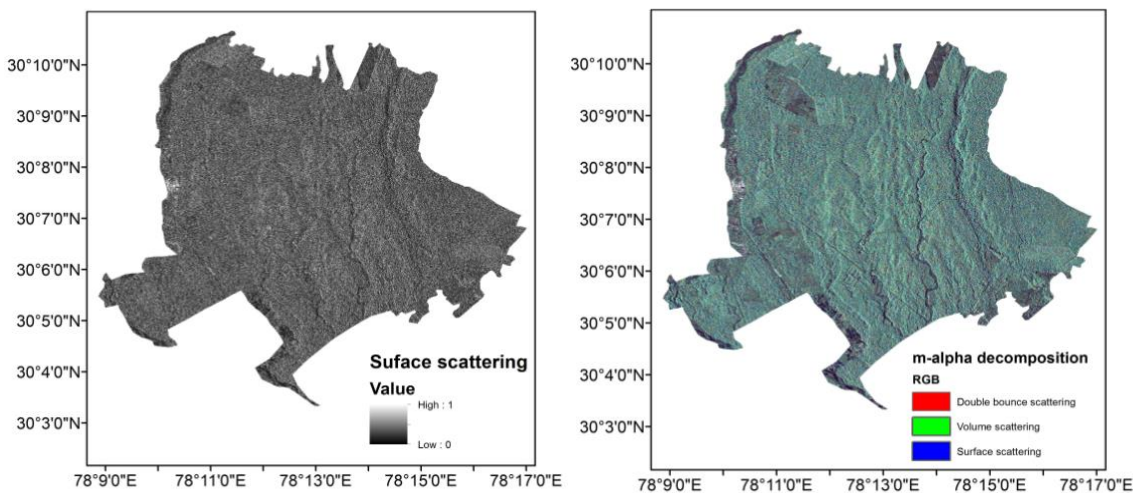 30°10'0"N
30°9'0"N
30°8'0"N
30°7'0"N
30°6'0"N
30°5'0"N
30°4'0"N
30°3'0"N
Suface scattering
Value
High : 1
Low : 0
78°9'0"E 78°11'0"E 78°13'0"E 78°15'0"E 78°17'0"E
30°10'0"N
30°9'0"N
30°8'0"N
30°7'0"N
30°6'0"N
30°5'0"N
30°4'0"N
30°3'0"N
m-alpha decomposition
RGB
Double bounce scattering
Volume scattering
Surface scattering
78°9'0"E 78°11'0"E 78°13'0"E 78°15'0"E 78°17'0"E